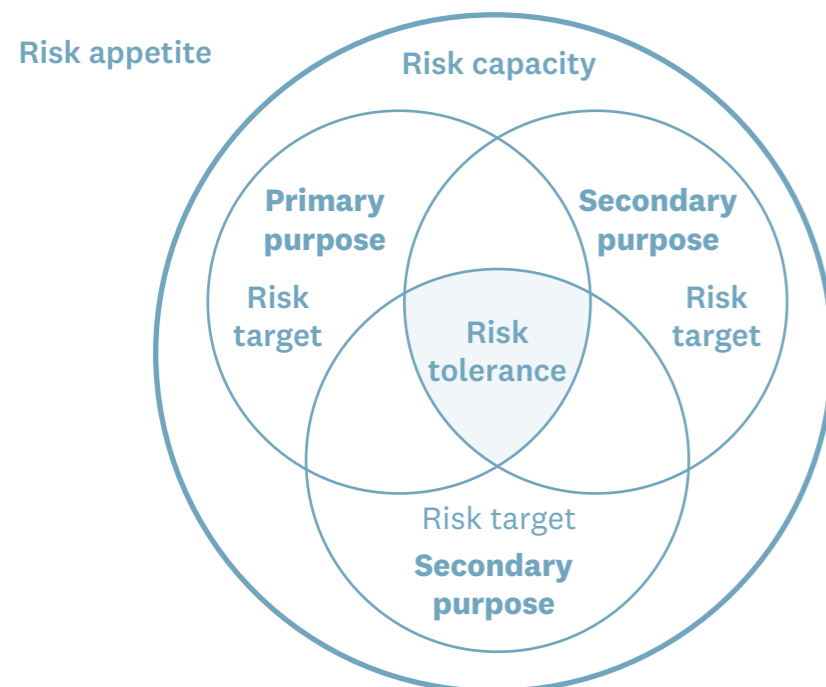 Risk appetite
Risk capacity
Primary
purpose
Risk
target
Secondary
purpose
Risk
target
Risk
tolerance
Risk target
Secondary
purpose